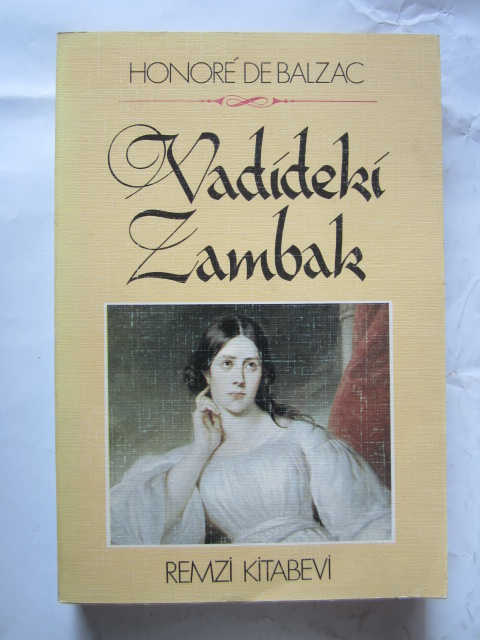 HONORÉ DE BALZAC
Vadideki
Zambak
REMZİ KİTABEVİ